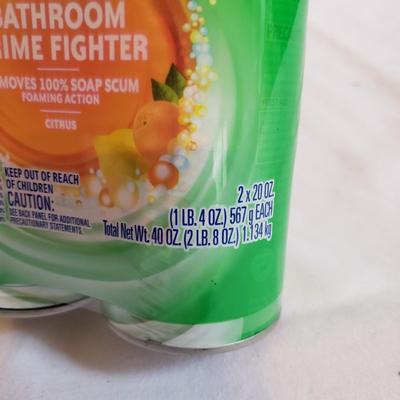 BATHROOM
IME FIGHTER
MOVES 100% SOAP SCUM
FOAMING ACTION
CITRUS
KEEP OUT OF REACH
OF CHILDREN
CAUTION:
SEE BACK PANEL FOR ADDITIONAL
PRECAUTIONARY STATEMENTS.
2 x 20 OZ.
(1 LB. 4 OZ.) 567 g EACH
Total Net Wt. 40 OZ. (2 LB. 8 OZ.) 1.134 kg